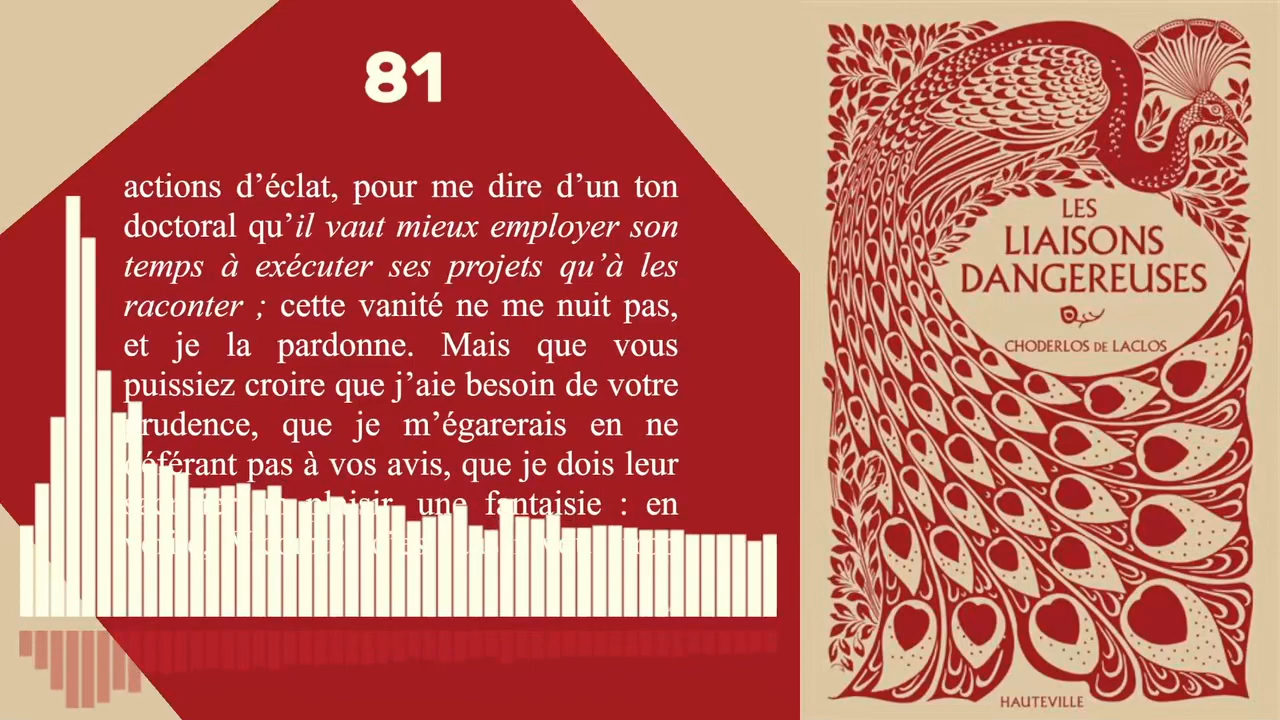 81
actions d’éclat, pour me dire d’un ton
doctoral qu’il vaut mieux employer son
temps à exécuter ses projets qu’à les
raconter ; cette vanité ne me nuit pas,
et je la pardonne. Mais que vous
puissiez croire que j’aie besoin de votre
prudence, que je m’égarerais en ne
déférant pas à vos avis, que je dois leur
plaisir, une fantaisie : en
LES
LIAISONS
DANGEREUSES
CHODERLOS DE LACLOS
HAUTEVILLE